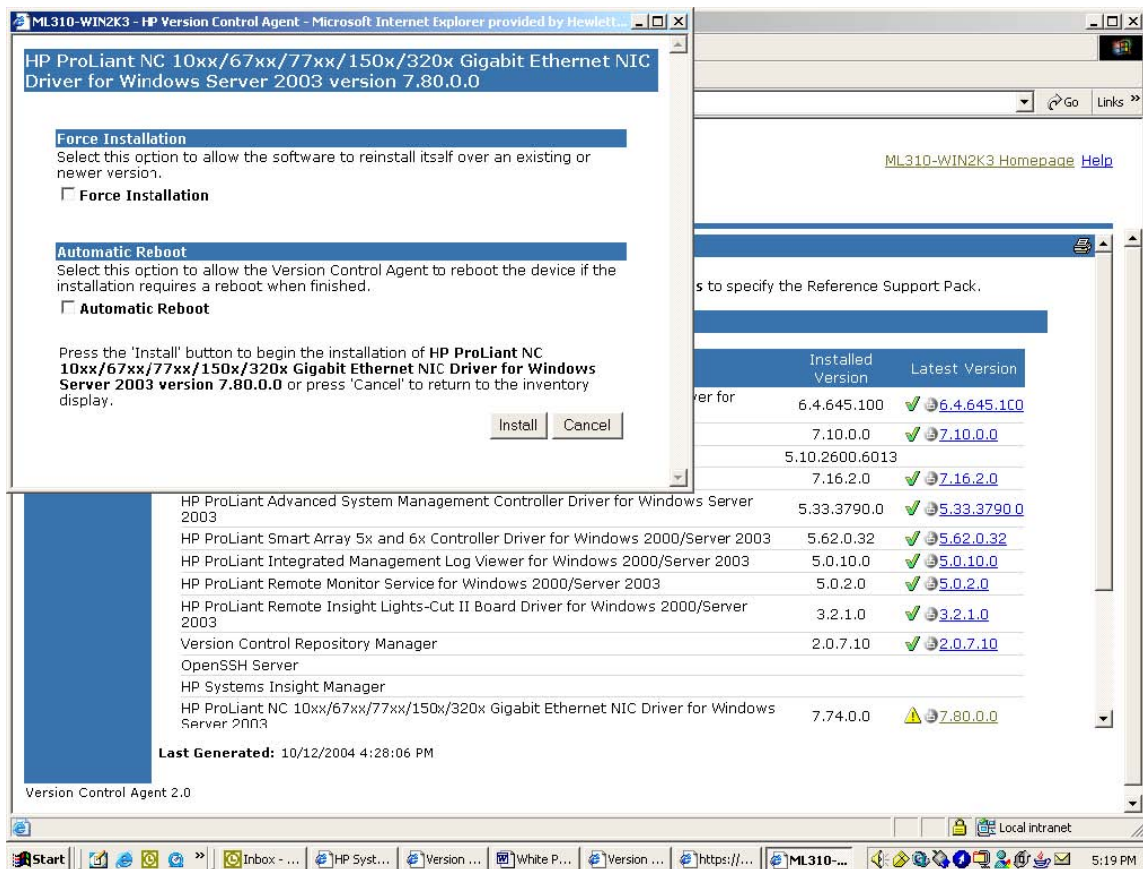 ML310-WIN2K3 - HP Version Control Agent - Microsoft Internet Explorer provided by Hewlett...
HP ProLiant NC 10xx/67xx/77xx/150x/320x Gigabit Ethernet NIC
Driver for Windows Server 2003 version 7.80.0.0
Force Installation
Select this option to allow the software to reinstall itself over an existing or
newer version.
Force Installation
Automatic Reboot
Select this option to allow the Version Control Agent to reboot the device if the
installation requires a reboot when finished.
Automatic Reboot
Press the 'Install' button to begin the installation of HP ProLiant NC
10xx/67xx/77xx/150x/320x Gigabit Ethernet NIC Driver for Windows
Server 2003 version 7.80.0.0 or press 'Cancel' to return to the inventory
display.
Install Cancel
Go Links »
ML310-WIN2K3 Homepage Help
s to specify the Reference Support Pack.
Installed
Version
Latest Version
ver for
6.4.645.100 6.4.645.100
7.10.0.0 7.10.0.0
5.10.2600.6013
7.16.2.0 7.16.2.0
HP ProLiant Advanced System Management Controller Driver for Windows Server
2003
5.33.3790.0 5.33.3790.0
HP ProLiant Smart Array 5x and 6x Controller Driver for Windows 2000/Server 2003 5.62.0.32 5.62.0.32
HP ProLiant Integrated Management Log Viewer for Windows 2000/Server 2003 5.0.10.0 5.0.10.0
HP ProLiant Remote Monitor Service for Windows 2000/Server 2003 5.0.2.0 5.0.2.0
HP ProLiant Remote Insight Lights-Out II Board Driver for Windows 2000/Server
2003
3.2.1.0 3.2.1.0
Version Control Repository Manager 2.0.7.10 2.0.7.10
OpenSSH Server
HP Systems Insight Manager
HP ProLiant NC 10xx/67xx/77xx/150x/320x Gigabit Ethernet NIC Driver for Windows
Server 2003
7.74.0.0 7.80.0.0
Last Generated: 10/12/2004 4:28:06 PM
Version Control Agent 2.0
Local intranet
Start » Inbox - ... HP Syst... Version ... White P... Version ... https://... ML310-... 5:19 PM